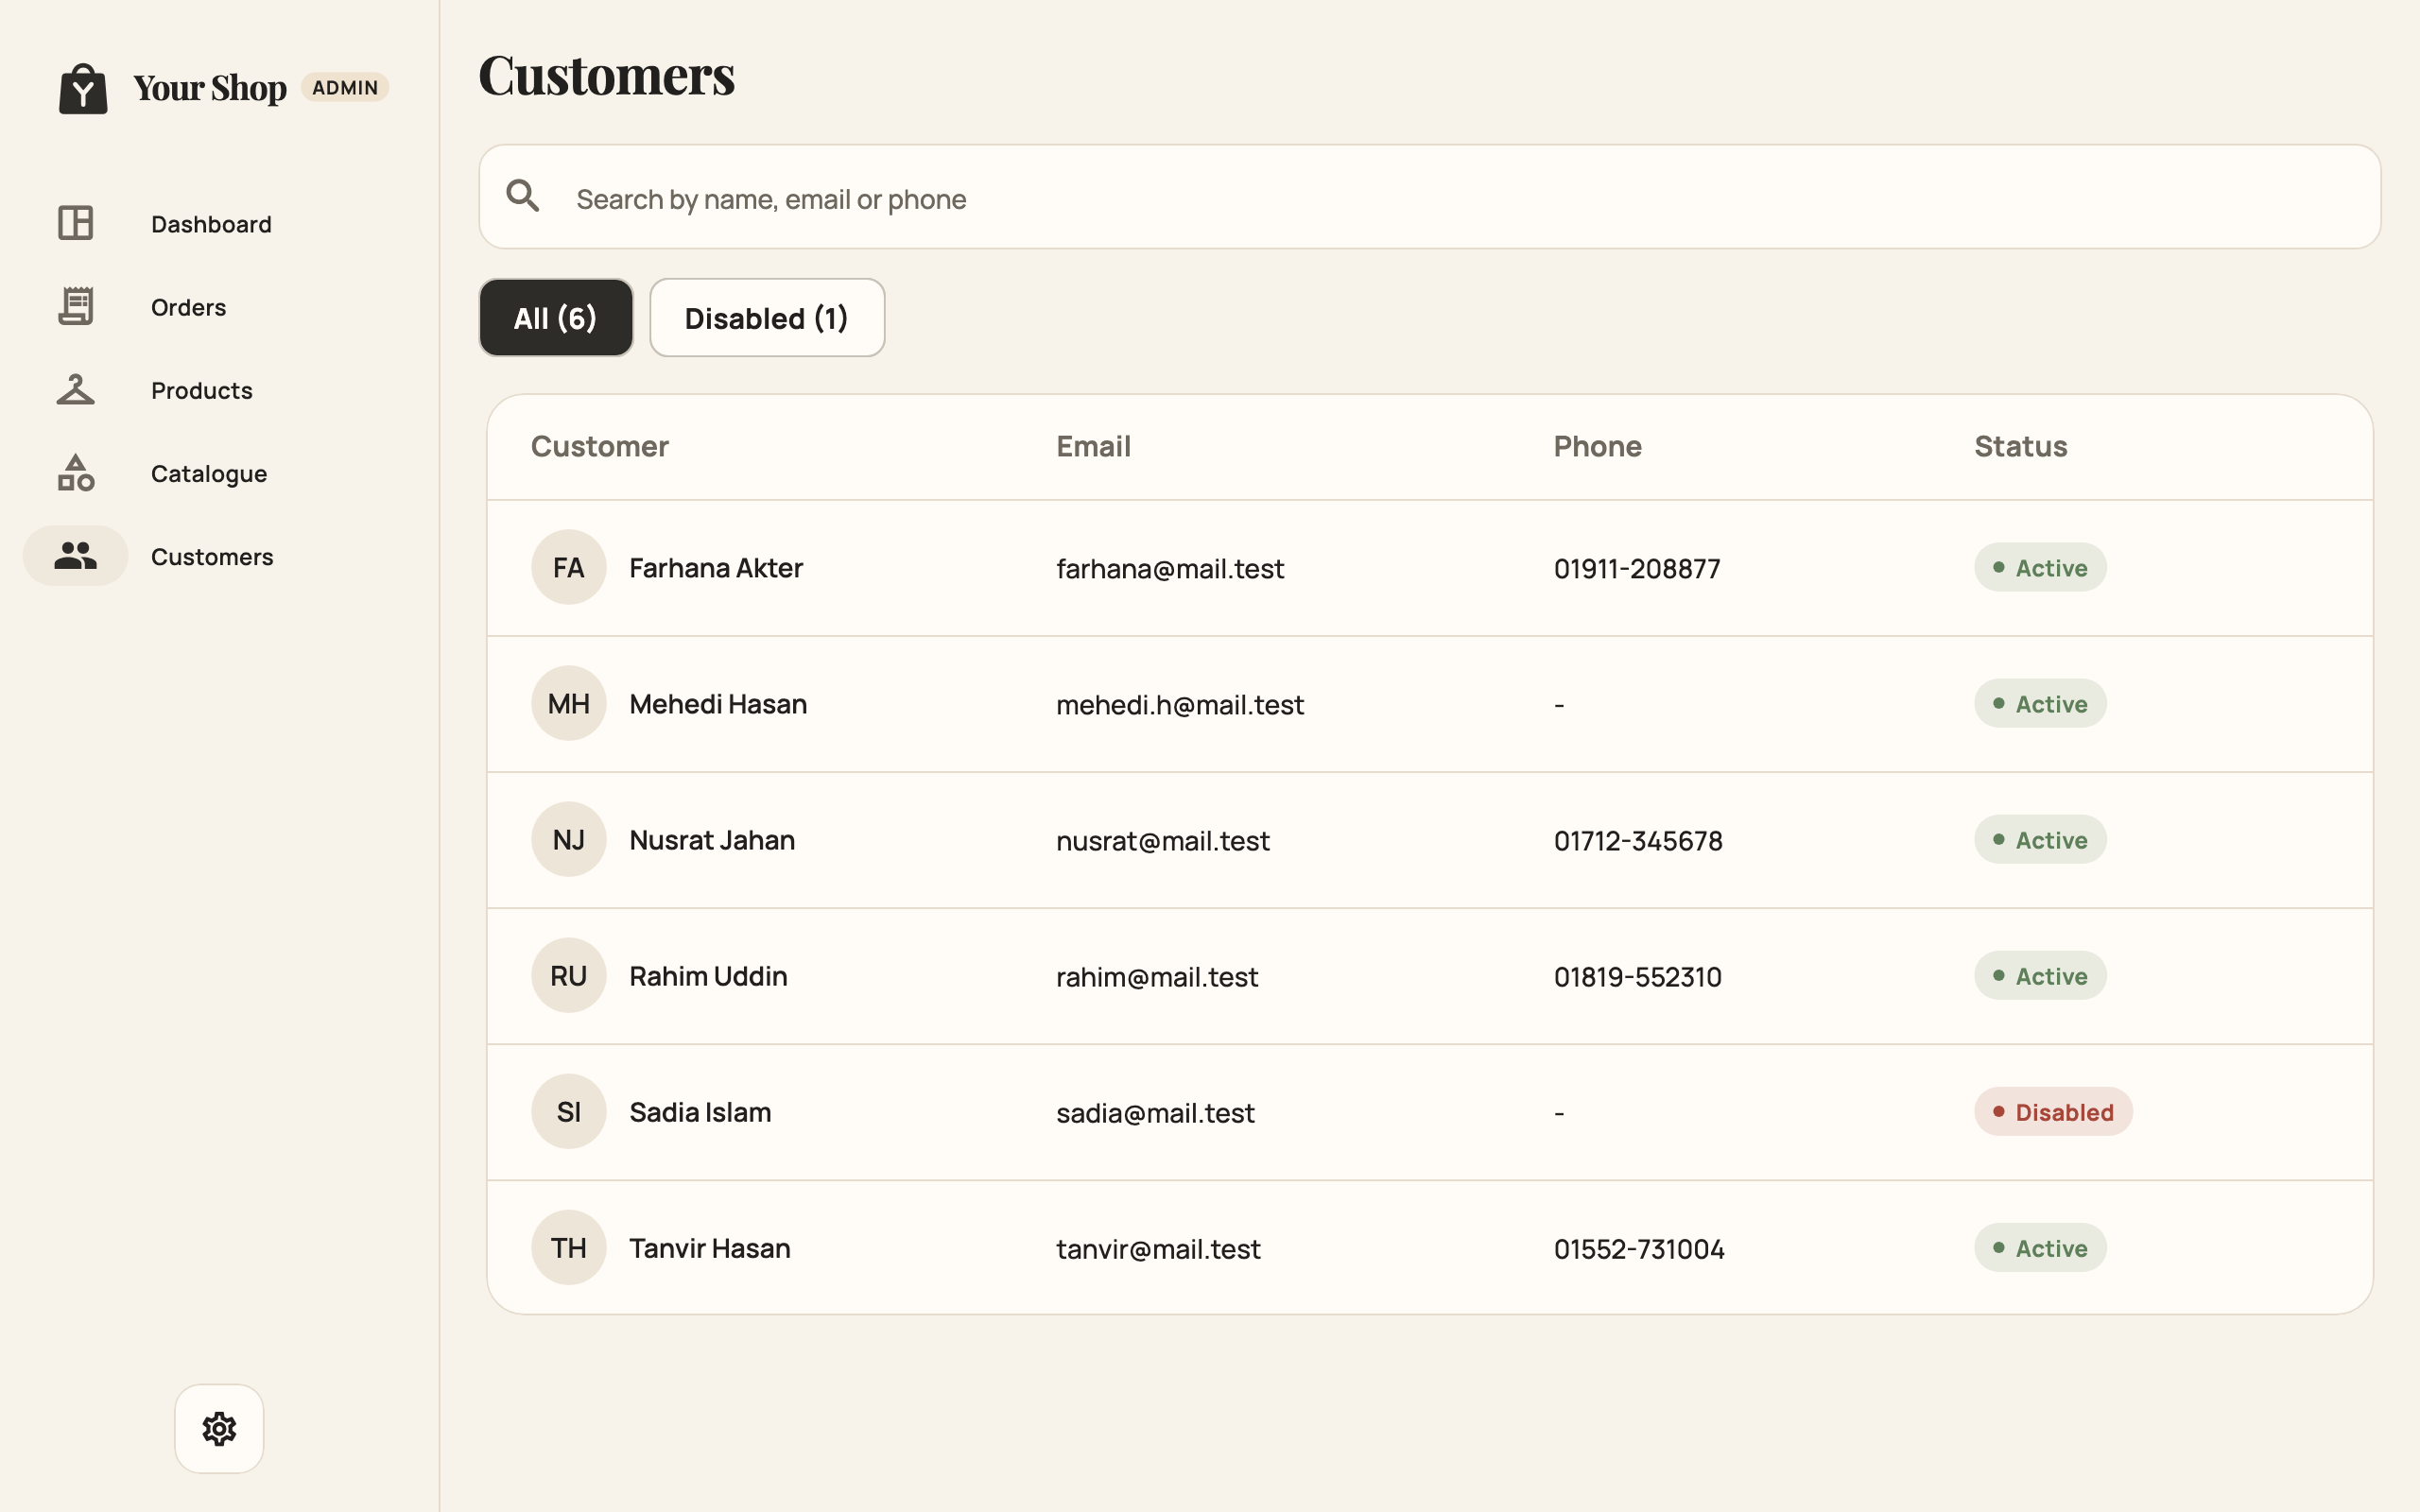 Your Shop ADMIN
Dashboard
Orders
Products
Catalogue
Customers
Customers
Search by name, email or phone
All (6) Disabled (1)
Customer Email Phone Status
FA Farhana Akter farhana@mail.test 01911-208877 Active
MH Mehedi Hasan mehedi.h@mail.test - Active
NJ Nusrat Jahan nusrat@mail.test 01712-345678 Active
RU Rahim Uddin rahim@mail.test 01819-552310 Active
SI Sadia Islam sadia@mail.test - Disabled
TH Tanvir Hasan tanvir@mail.test 01552-731004 Active